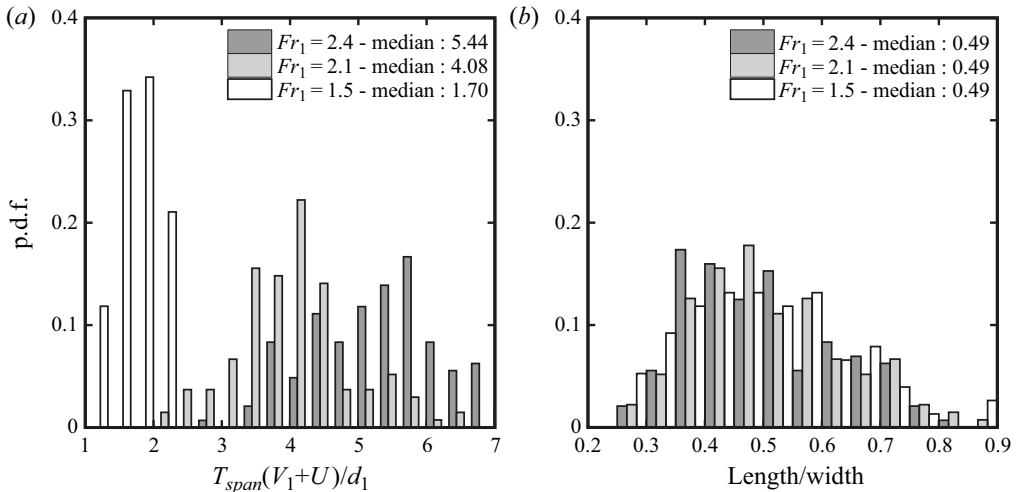 (a)
0.4
0.3
0.2
0.1
0
p.d.f.
Fr1 = 2.4 - median : 5.44
Fr1 = 2.1 - median : 4.08
Fr1 = 1.5 - median : 1.70
1 2 3 4 5 6 7
Tspan(V1+U)/d1
(b)
0.4
0.3
0.2
0.1
0
Fr1 = 2.4 - median : 0.49
Fr1 = 2.1 - median : 0.49
Fr1 = 1.5 - median : 0.49
0.2 0.3 0.4 0.5 0.6 0.7 0.8 0.9
Length/width